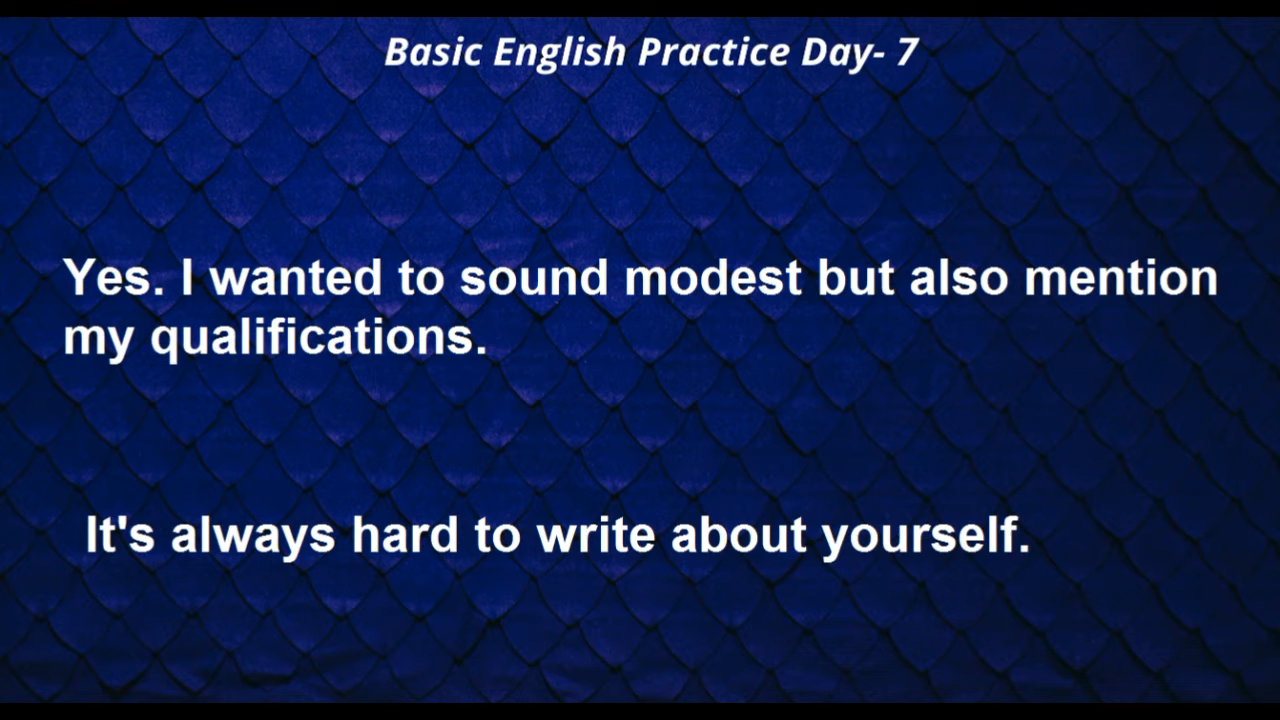 Basic English Practice Day- 7
Yes. I wanted to sound modest but also mention
my qualifications.
It's always hard to write about yourself.